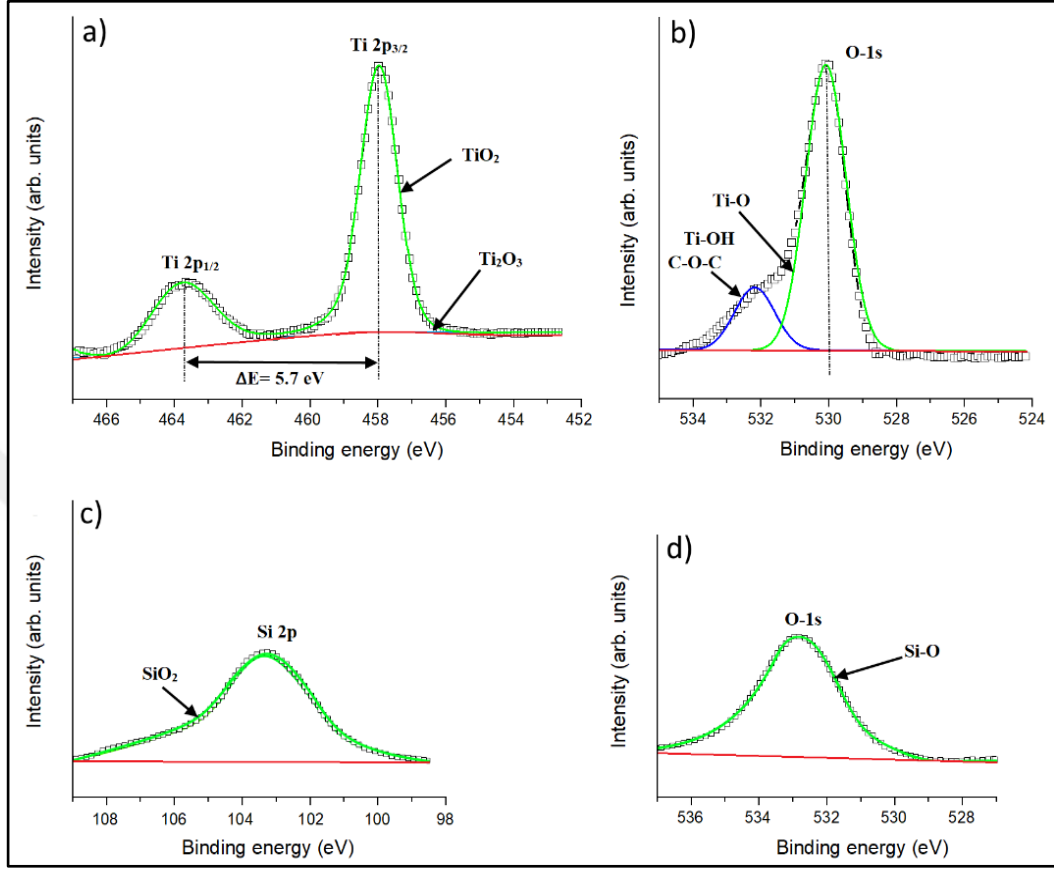 a)
Ti 2p3/2
TiO2
Ti 2p1/2
Ti2O3
ΔE= 5.7 eV
Intensity (arb. units)
466 464 462 460 458 456 454 452
Binding energy (eV)
b)
O-1s
Ti-O
Ti-OH
C-O-C
Intensity (arb. units)
534 532 530 528 526 524
Binding energy (eV)
c)
Si 2p
SiO2
Intensity (arb. units)
108 106 104 102 100 98
Binding energy (eV)
d)
O-1s
Si-O
Intensity (arb. units)
536 534 532 530 528
Binding energy (eV)